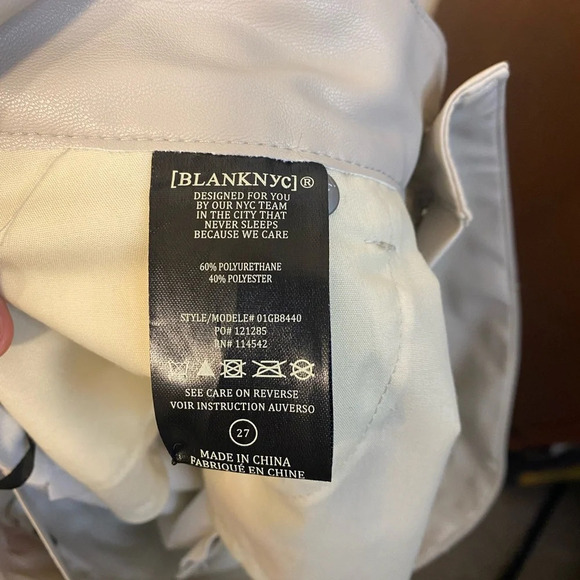 [BLANKNyc]®
DESIGNED FOR YOU
BY OUR NYC TEAM
IN THE CITY THAT
NEVER SLEEPS
BECAUSE WE CARE
60% POLYURETHANE
40% POLYESTER
STYLE/MODELE# 01GB8440
PO# 121285
RN# 114542
SEE CARE ON REVERSE
VOIR INSTRUCTION AUVERSO
27
MADE IN CHINA
FABRIQUÉ EN CHINE